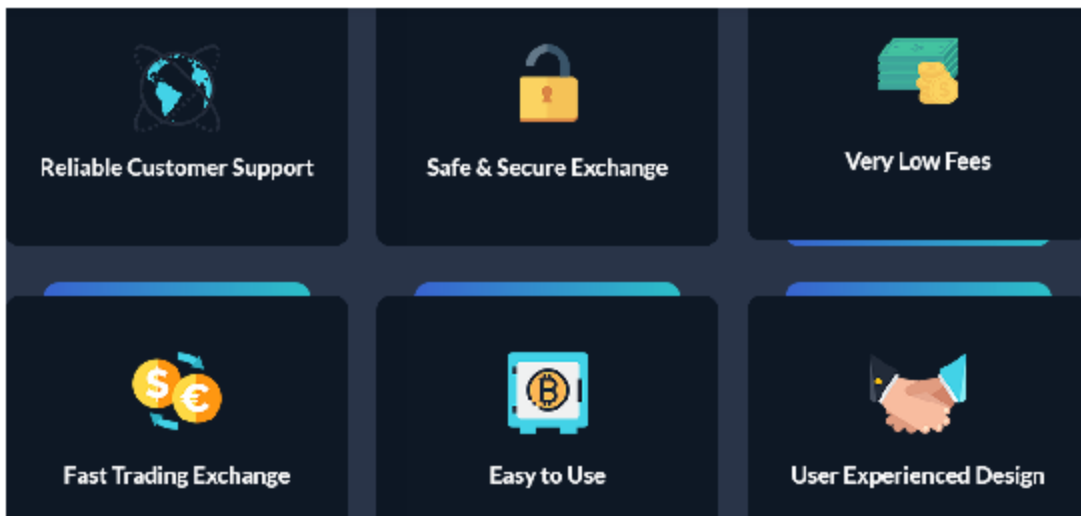 Reliable Customer Support
Safe & Secure Exchange
Very Low Fees
$ €
Fast Trading Exchange
Easy to Use
User Experienced Design